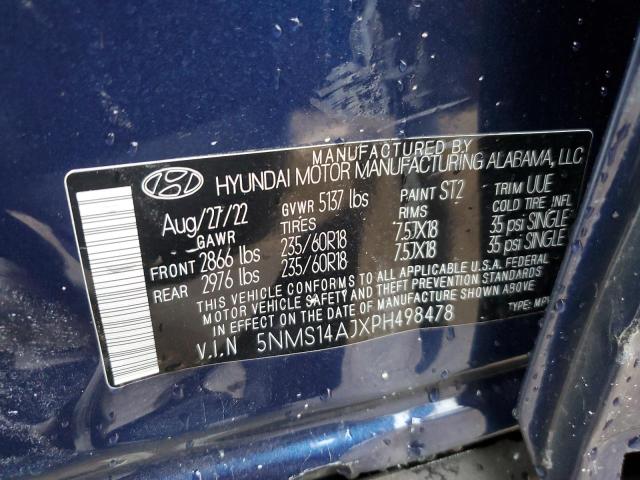 MANUFACTURED BY
HYUNDAI MOTOR MANUFACTURING ALABAMA, LLC
Aug/27/22 GVWR 5137 lbs PAINT ST2 TRIM UUE
GAWR TIRES RIMS COLD TIRE INFL
FRONT 2866 lbs 235/60R18 7.5JX18 35 psi SINGLE
REAR 2976 lbs 235/60R18 7.5JX18 35 psi SINGLE
THIS VEHICLE CONFORMS TO ALL APPLICABLE U.S.A. FEDERAL
MOTOR VEHICLE SAFETY AND THEFT PREVENTION STANDARDS
IN EFFECT ON THE DATE OF MANUFACTURE SHOWN ABOVE.
V.I.N 5NMS14AJXPH498478 TYPE: MPV